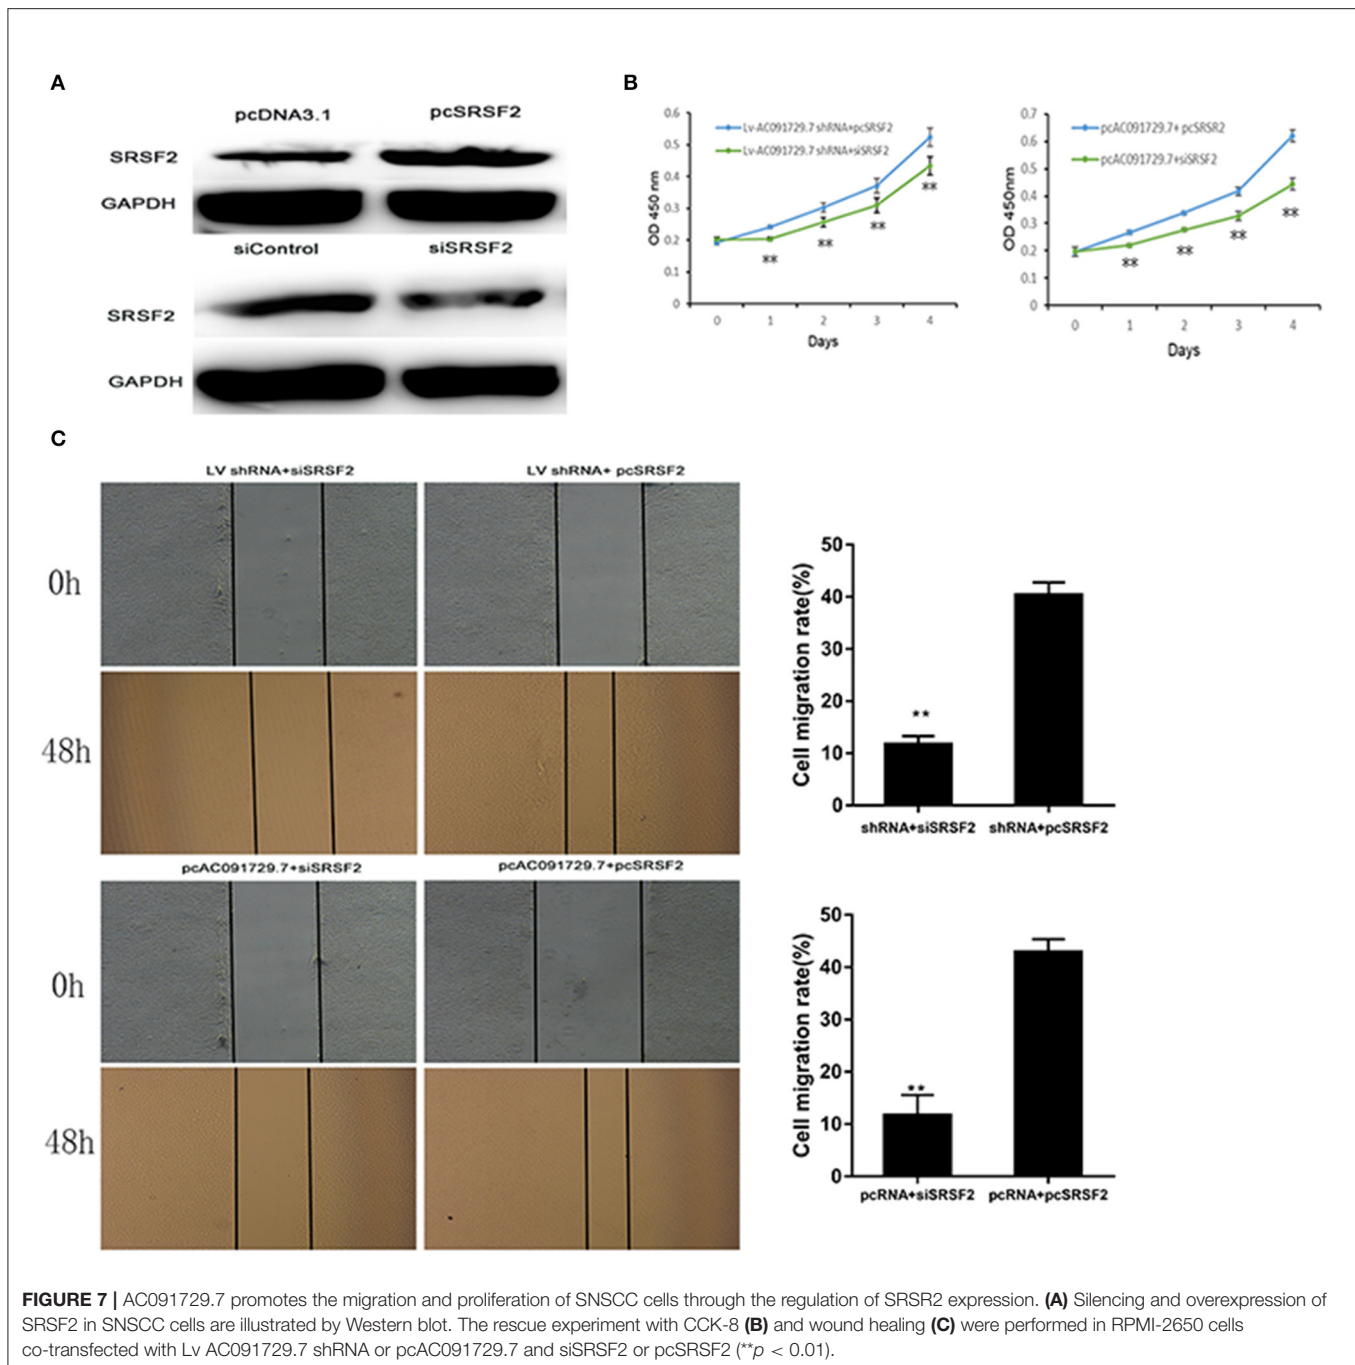 A
pcDNA3.1 pcSRSF2
SRSF2
GAPDH
siControl siSRSF2
SRSF2
GAPDH
B
0.6
0.5
0.4
0.3
0.2
0.1
0
OD 450 nm
Lv-AC091729.7 shRNA+pcSRSF2
Lv-AC091729.7 shRNA+siSRSF2
** ** ** **
0 1 2 3 4
Days
0.7
0.6
0.5
0.4
0.3
0.2
0.1
0
OD 450nm
pcAC091729.7+ pcSRSR2
pcAC091729.7+siSRSF2
** ** ** **
0 1 2 3 4
Days
C
LV shRNA+siSRSF2 LV shRNA+ pcSRSF2
0h
48h
pcAC091729.7+siSRSF2 pcAC091729.7+pcSRSF2
0h
48h
Cell migration rate(%)
50
40
30
20
10
0
**
shRNA+siSRSF2 shRNA+pcSRSF2
Cell migration rate(%)
50
40
30
20
10
0
**
pcRNA+siSRSF2 pcRNA+pcSRSF2
FIGURE 7 | AC091729.7 promotes the migration and proliferation of SNSCC cells through the regulation of SRSR2 expression. (A) Silencing and overexpression of
SRSF2 in SNSCC cells are illustrated by Western blot. The rescue experiment with CCK-8 (B) and wound healing (C) were performed in RPMI-2650 cells
co-transfected with Lv AC091729.7 shRNA or pcAC091729.7 and siSRSF2 or pcSRSF2 (**p < 0.01).